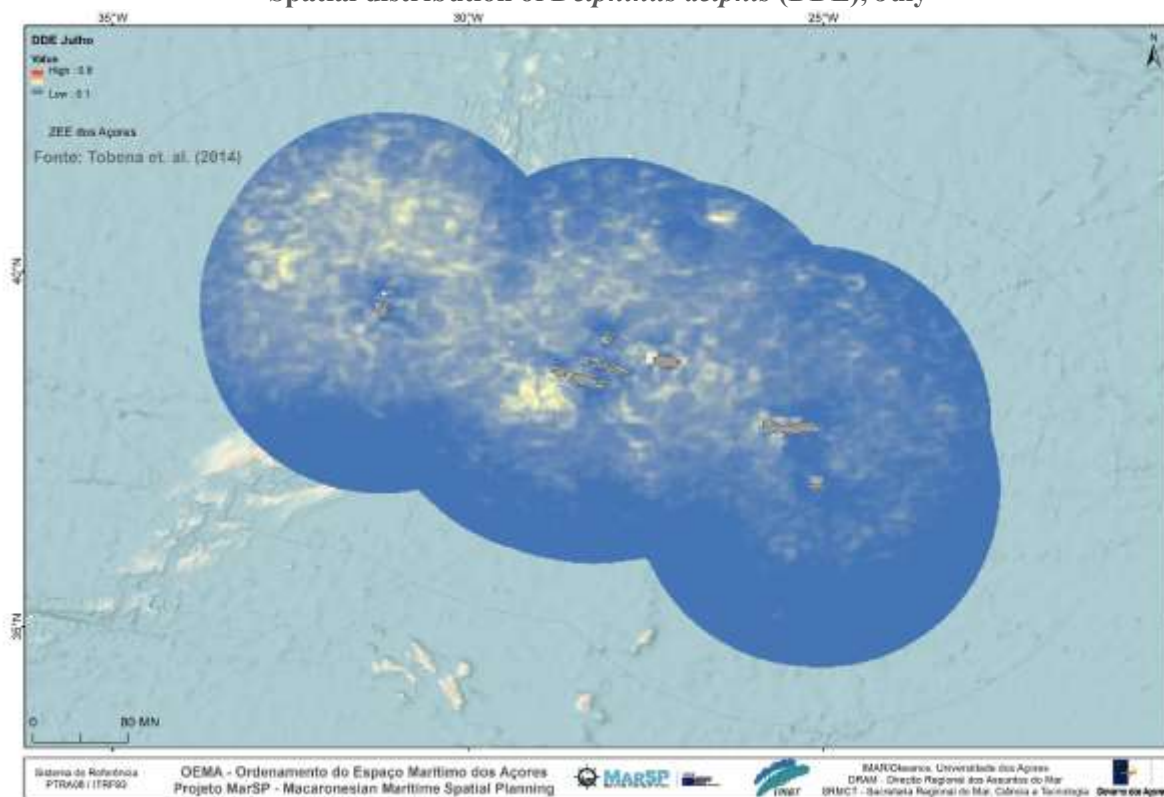 Spatial distribution of Delphinus delphis (DDE), July
35°W 30°W 25°W
DDE Julho
Value
High : 0.8
Low : 0.1
ZEE dos Açores
Fonte: Tobena et. al. (2014)
N
40°N
35°N
0 80 MN
Sistema de Referência
PTRA08 / ITRF93
OEMA - Ordenamento do Espaço Marítimo dos Açores
Projeto MarSP - Macaronesian Maritime Spatial Planning
MARSP
IMAR/Okeanos, Universidade dos Açores
DRAM - Direção Regional dos Assuntos do Mar
SRMCT - Secretaria Regional do Mar, Ciência e Tecnologia
Governo dos Açores